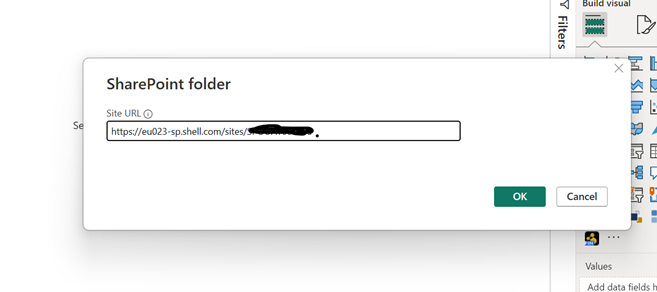 Build visual
Filters
SharePoint folder
Site URL
https://eu023-sp.shell.com/sites/
Se
OK
Cancel
Values
Add data fields h